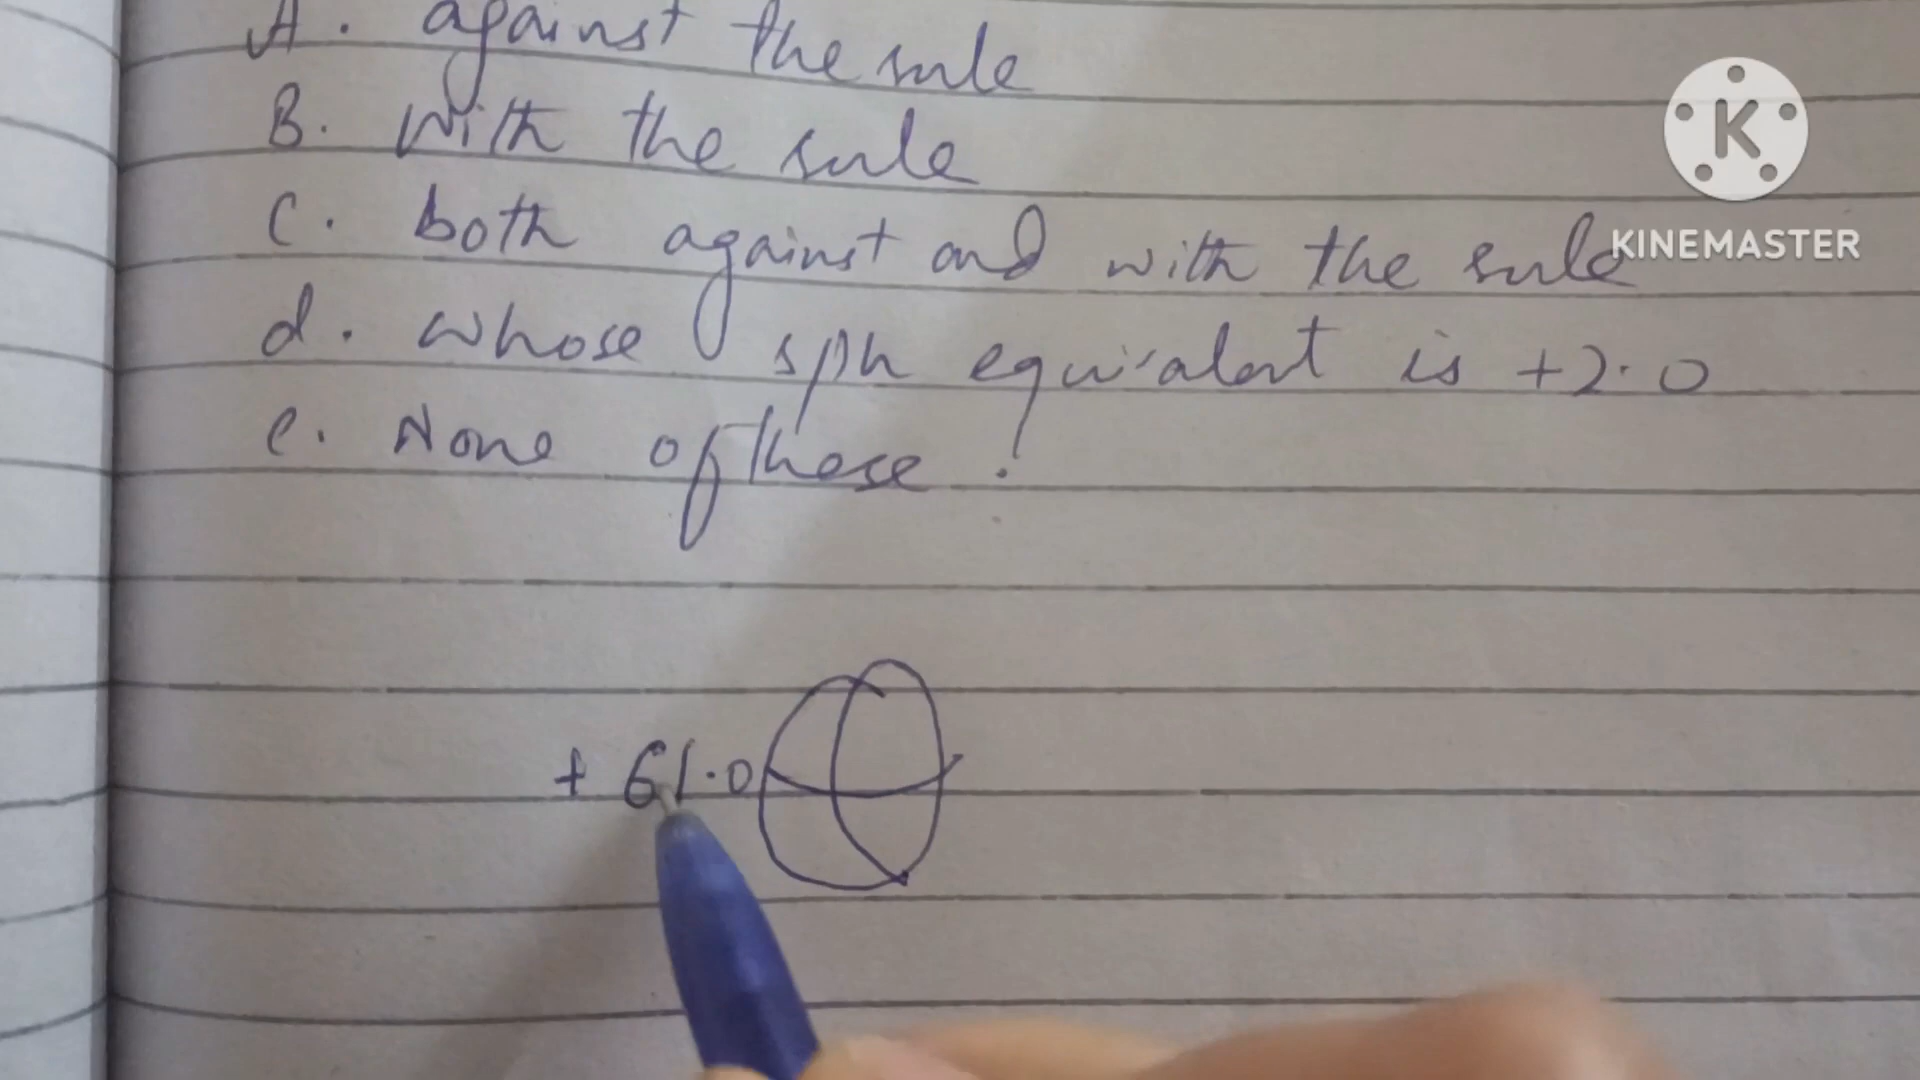 A. against the rule
B. With the rule
C. both against and with the rule
d. whose sph equivalent is +2.0
e. None of these.
+ 61.0
K
KINEMASTER